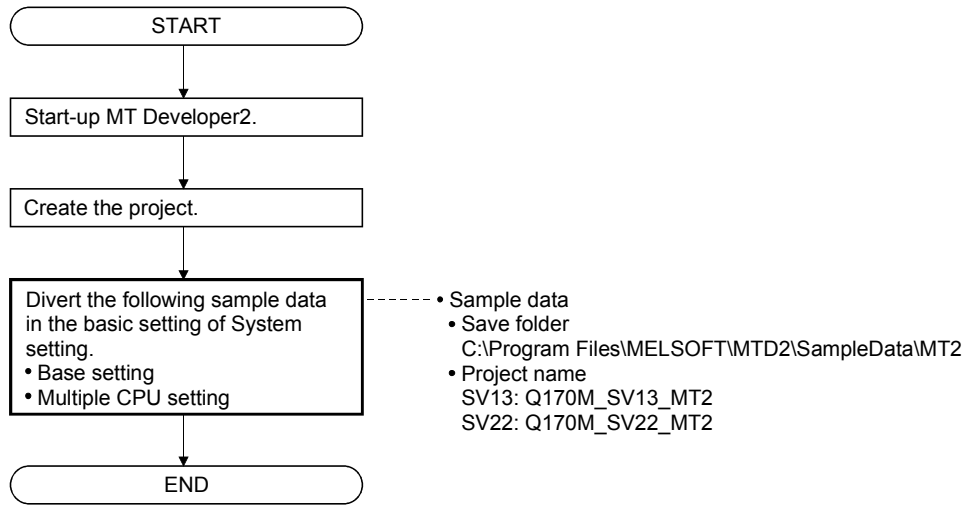 START
Start-up MT Developer2.
Create the project.
Divert the following sample data
in the basic setting of System
setting.
• Base setting
• Multiple CPU setting
• Sample data
• Save folder
C:\Program Files\MELSOFT\MTD2\SampleData\MT2
• Project name
SV13: Q170M_SV13_MT2
SV22: Q170M_SV22_MT2
END